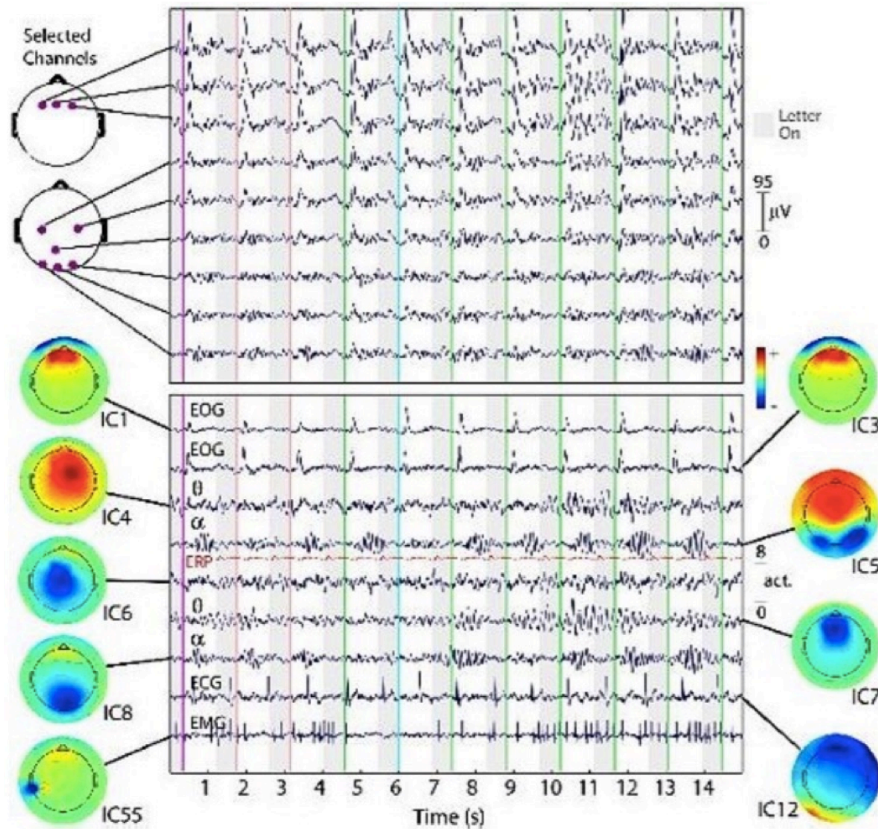 Selected
Channels
Letter
On
95
μV
0
+
-
IC1
EOG
IC3
EOG
IC4
θ
α
IC5
ERP
8
act.
0
IC6
θ
α
IC7
IC8
ECG
EMG
IC55
IC12
1 2 3 4 5 6 7 8 9 10 11 12 13 14
Time (s)